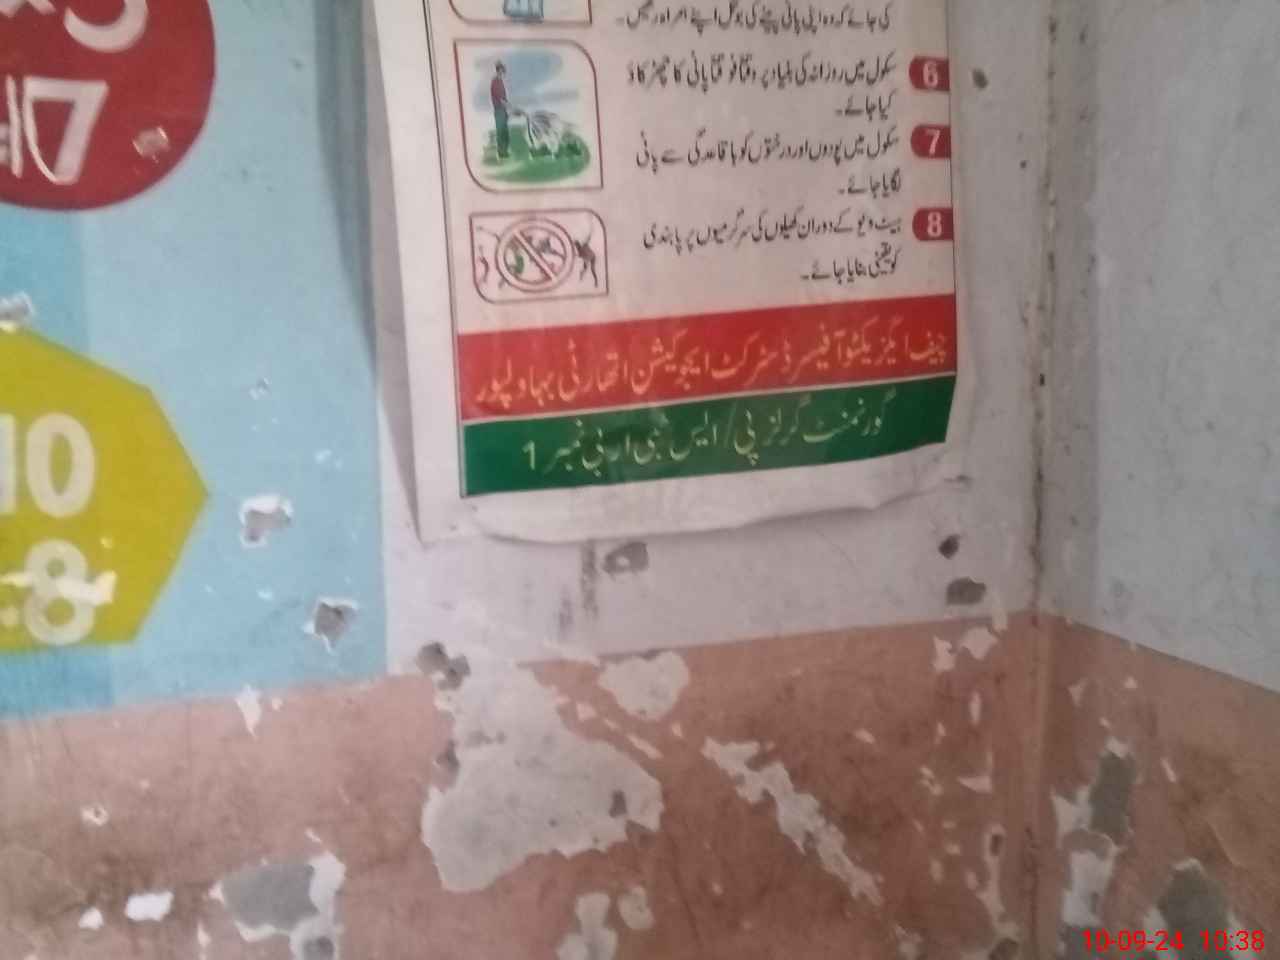 کی جائے کہ وہ اپنی پانی پینے کی بوتل اپنے ہمراہ رکھیں۔
6 سکول میں روزانہ کی بنیاد پر وقتاً فوقتاً پانی کا چھڑکاؤ
کیا جائے۔
7 سکول میں پودوں اور درختوں کو باقاعدگی سے پانی
لگایا جائے۔
8 ہیٹ ویو کے دوران کھیلوں کی سرگرمیوں پر پابندی
کو یقینی بنایا جائے۔
چیف ایگزیکٹو آفیسر ڈسٹرکٹ ایجوکیشن اتھارٹی بہاولپور
گورنمنٹ گرلز پی/ایس بی نمبر 1
10
8
10-09-24 10:38